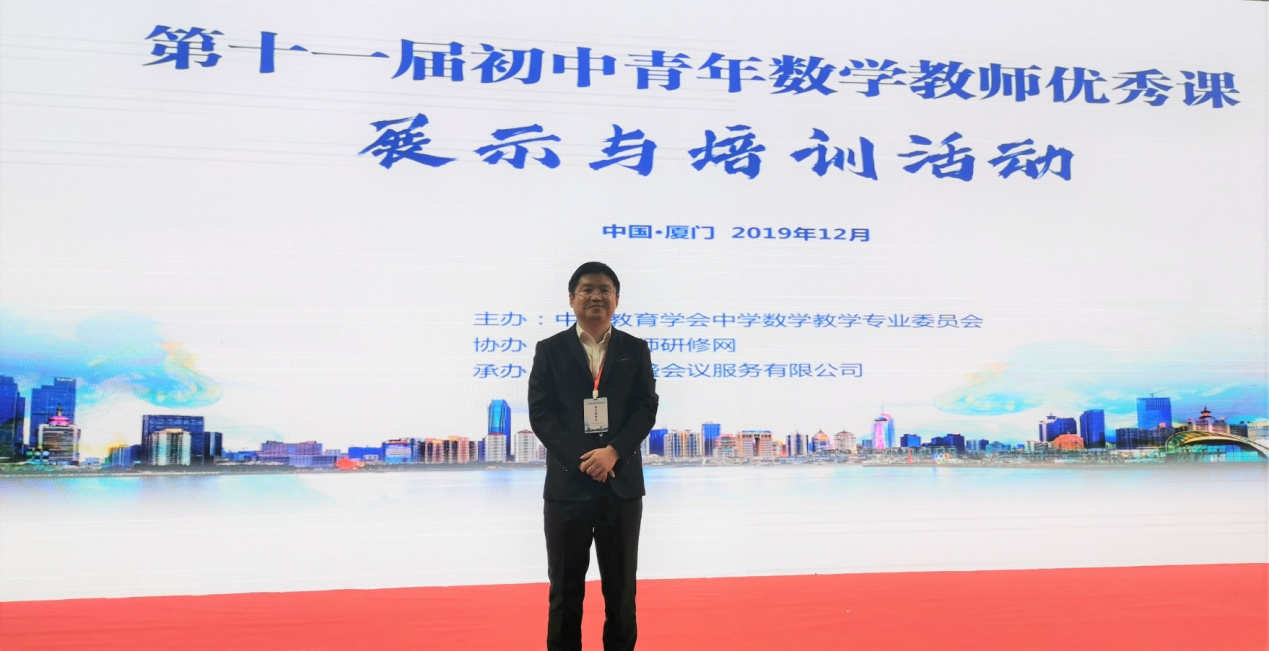 第十一届初中青年数学教师优秀课
展示与培训活动
中国·厦门 2019年12月
主办：中 教育学会中学数学教学专业委员会
协办 师研修网
承办 会议服务有限公司